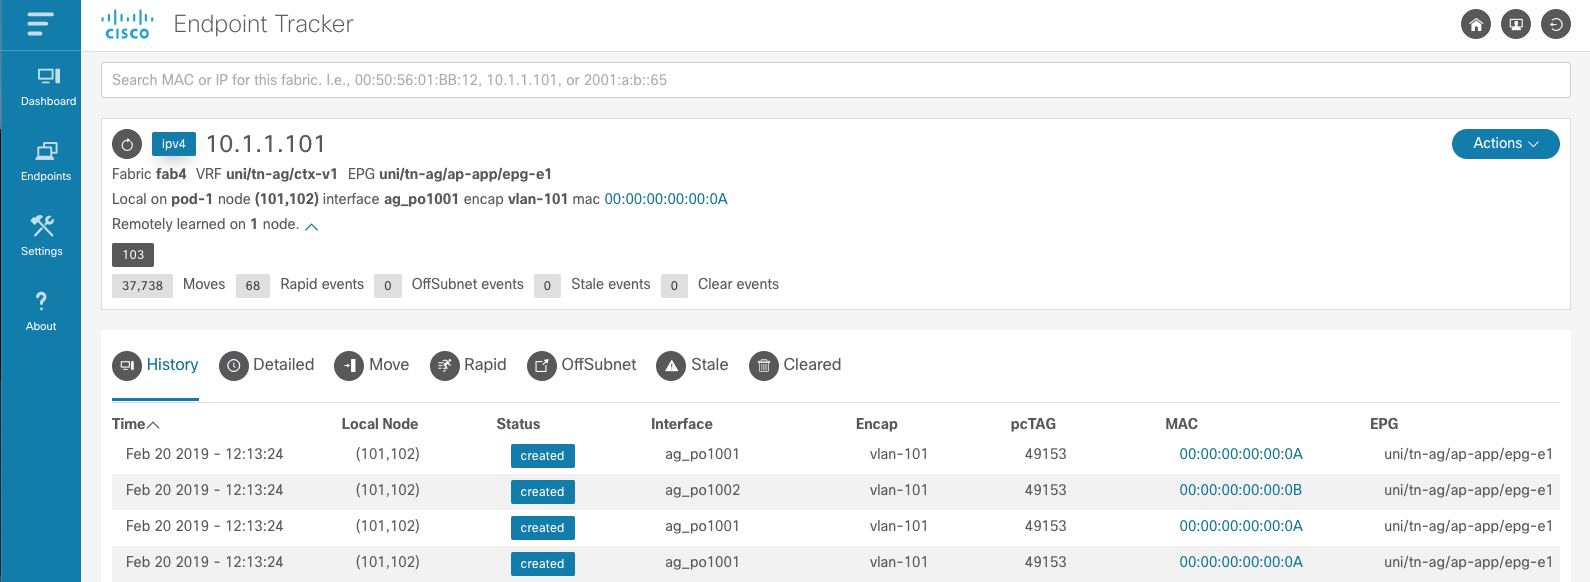 cisco Endpoint Tracker
Search MAC or IP for this fabric. I.e., 00:50:56:01:BB:12, 10.1.1.101, or 2001:a:b::65
Dashboard
Endpoints
Settings
?
About
ipv4 10.1.1.101 Actions
Fabric fab4 VRF uni/tn-ag/ctx-v1 EPG uni/tn-ag/ap-app/epg-e1
Local on pod-1 node (101,102) interface ag_po1001 encap vlan-101 mac 00:00:00:00:00:0A
Remotely learned on 1 node.
103
37,738 Moves 68 Rapid events 0 OffSubnet events 0 Stale events 0 Clear events
History Detailed Move Rapid OffSubnet Stale Cleared
Time Local Node Status Interface Encap pcTAG MAC EPG
Feb 20 2019 - 12:13:24 (101,102) created ag_po1001 vlan-101 49153 00:00:00:00:00:0A uni/tn-ag/ap-app/epg-e1
Feb 20 2019 - 12:13:24 (101,102) created ag_po1002 vlan-101 49153 00:00:00:00:00:0B uni/tn-ag/ap-app/epg-e1
Feb 20 2019 - 12:13:24 (101,102) created ag_po1001 vlan-101 49153 00:00:00:00:00:0A uni/tn-ag/ap-app/epg-e1
Feb 20 2019 - 12:13:24 (101,102) created ag_po1001 vlan-101 49153 00:00:00:00:00:0A uni/tn-ag/ap-app/epg-e1